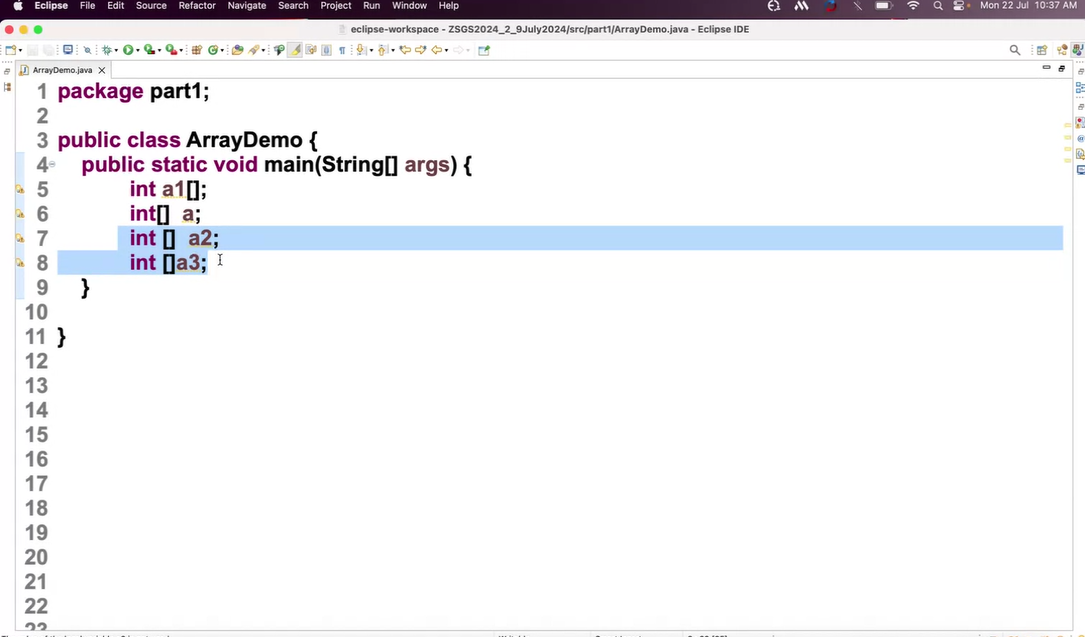 Eclipse File Edit Source Refactor Navigate Search Project Run Window Help Mon 22 Jul 10:37 AM
eclipse-workspace - ZSGS2024_2_9July2024/src/part1/ArrayDemo.java - Eclipse IDE
ArrayDemo.java
1 package part1;
2
3 public class ArrayDemo {
4 public static void main(String[] args) {
5 int a1[];
6 int[] a;
7 int [] a2;
8 int []a3;
9 }
10
11 }
12
13
14
15
16
17
18
19
20
21
22